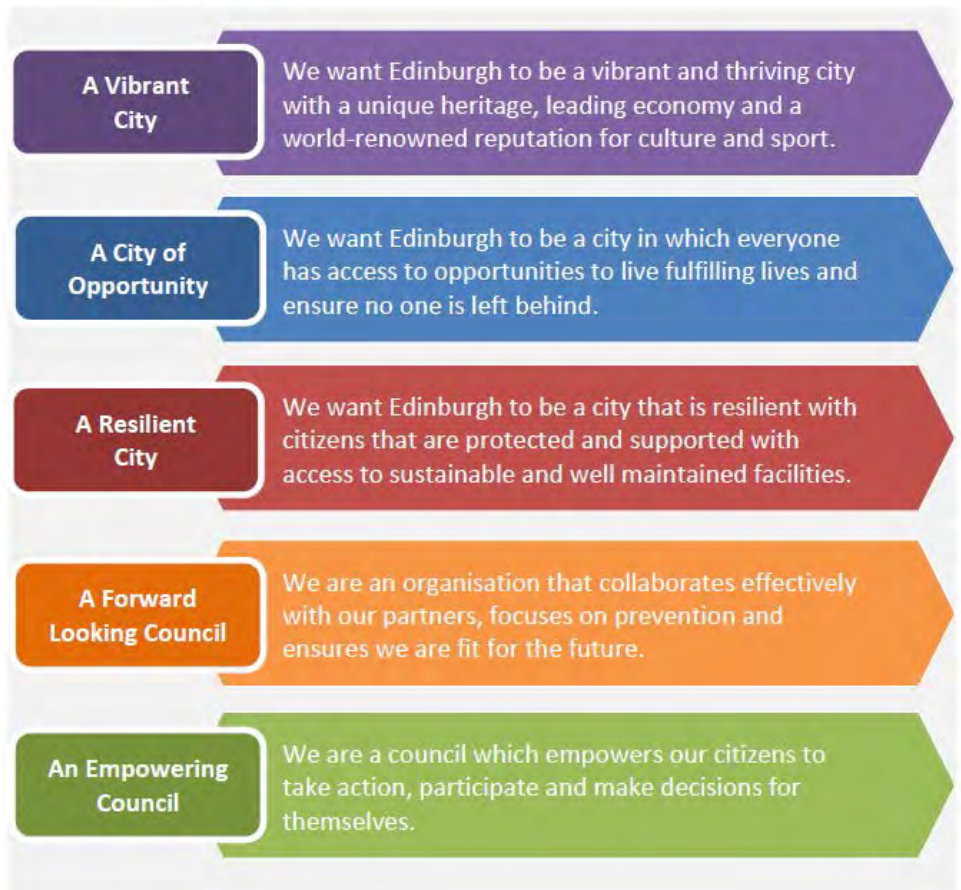 A Vibrant
City
We want Edinburgh to be a vibrant and thriving city
with a unique heritage, leading economy and a
world-renowned reputation for culture and sport.
A City of
Opportunity
We want Edinburgh to be a city in which everyone
has access to opportunities to live fulfilling lives and
ensure no one is left behind.
A Resilient
City
We want Edinburgh to be a city that is resilient with
citizens that are protected and supported with
access to sustainable and well maintained facilities.
A Forward
Looking Council
We are an organisation that collaborates effectively
with our partners, focuses on prevention and
ensures we are fit for the future.
An Empowering
Council
We are a council which empowers our citizens to
take action, participate and make decisions for
themselves.